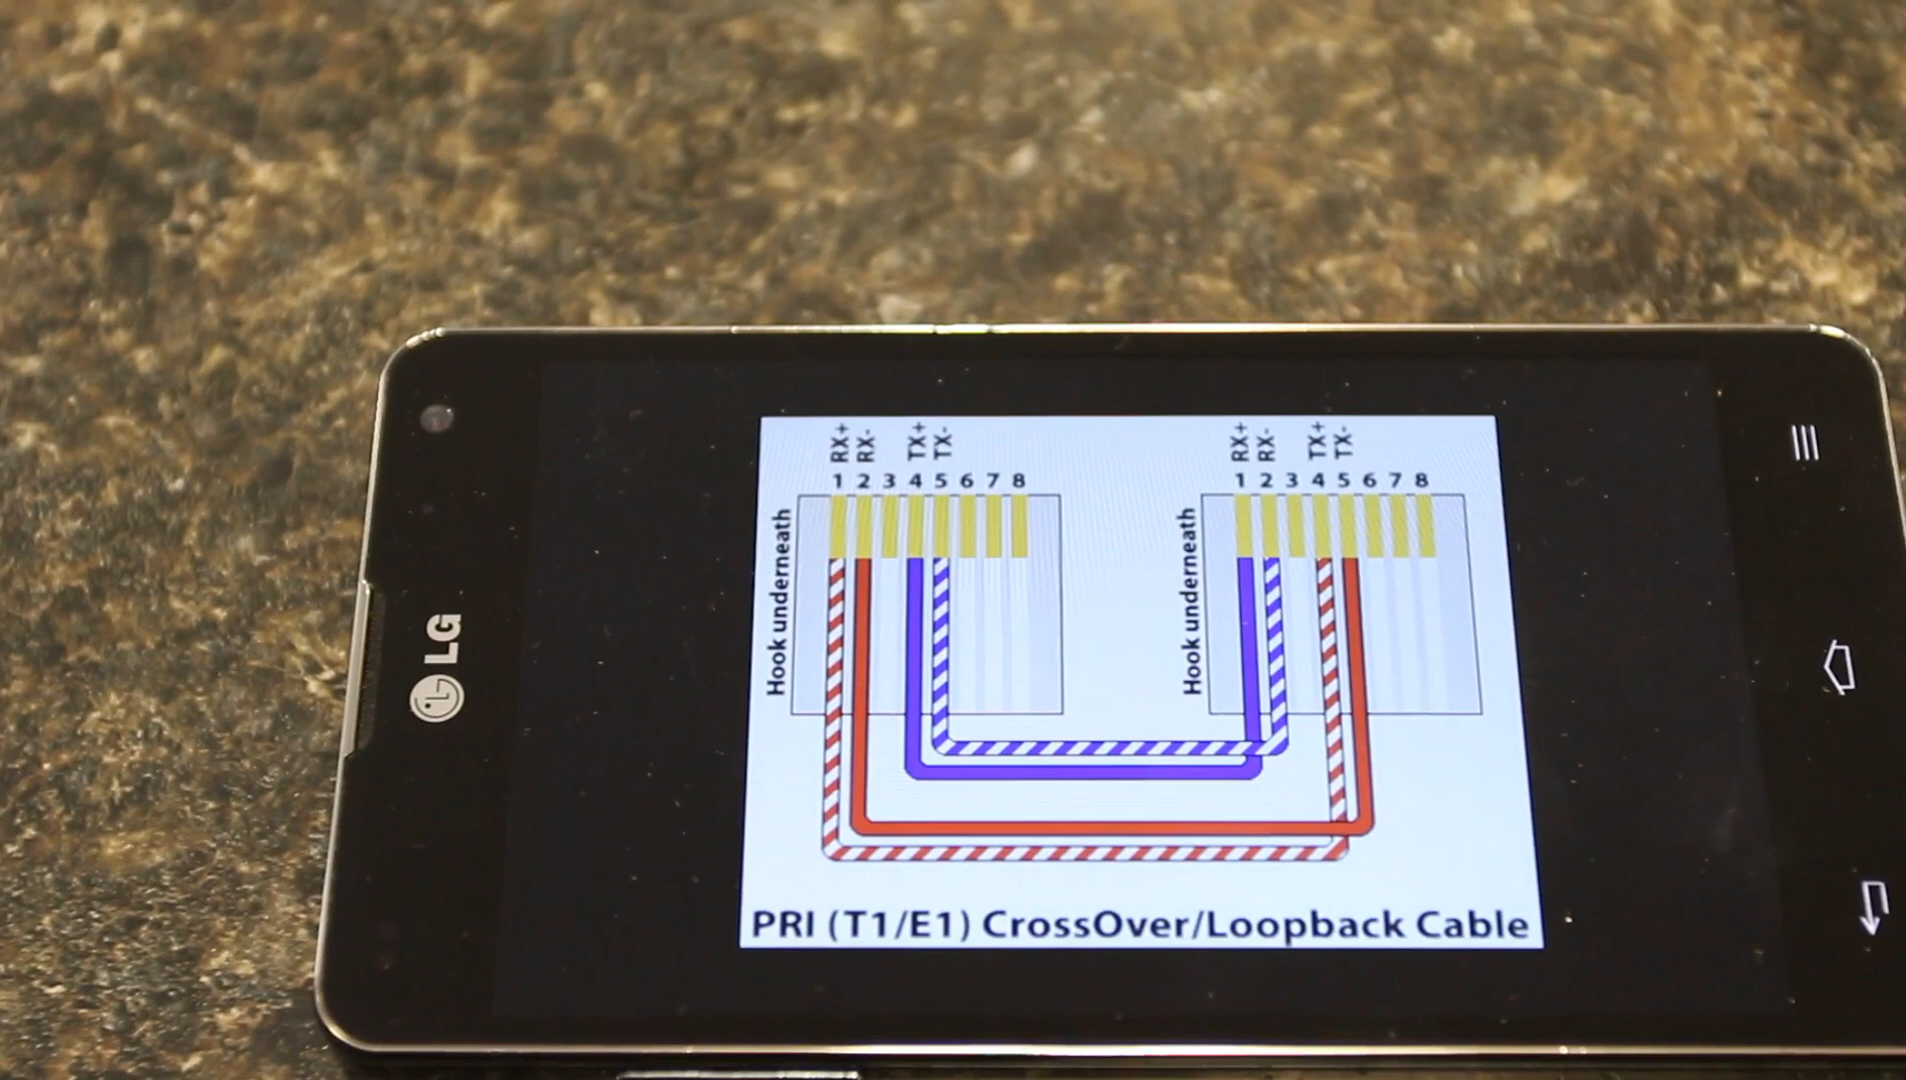 LG
RX+ RX- TX+ TX-
1 2 3 4 5 6 7 8
Hook underneath
RX+ RX- TX+ TX-
1 2 3 4 5 6 7 8
Hook underneath
PRI (T1/E1) CrossOver/Loopback Cable